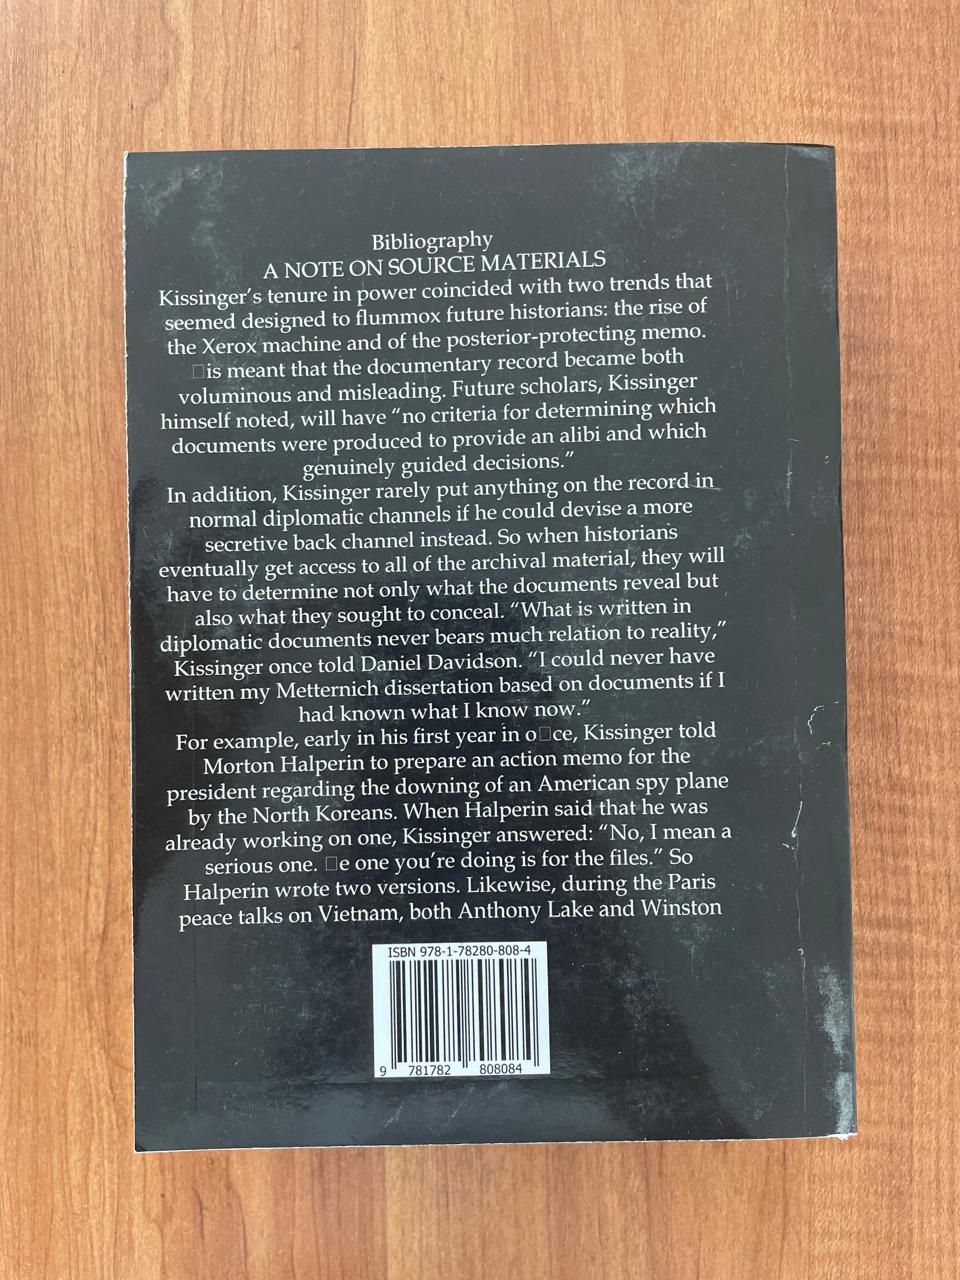 Bibliography
A NOTE ON SOURCE MATERIALS
Kissinger’s tenure in power coincided with two trends that
seemed designed to flummox future historians: the rise of
the Xerox machine and of the posterior-protecting memo.
□is meant that the documentary record became both
voluminous and misleading. Future scholars, Kissinger
himself noted, will have “no criteria for determining which
documents were produced to provide an alibi and which
genuinely guided decisions.”
In addition, Kissinger rarely put anything on the record in
normal diplomatic channels if he could devise a more
secretive back channel instead. So when historians
eventually get access to all of the archival material, they will
have to determine not only what the documents reveal but
also what they sought to conceal. “What is written in
diplomatic documents never bears much relation to reality,”
Kissinger once told Daniel Davidson. “I could never have
written my Metternich dissertation based on documents if I
had known what I know now.”
For example, early in his first year in o□ce, Kissinger told
Morton Halperin to prepare an action memo for the
president regarding the downing of an American spy plane
by the North Koreans. When Halperin said that he was
already working on one, Kissinger answered: “No, I mean a
serious one. □e one you’re doing is for the files.” So
Halperin wrote two versions. Likewise, during the Paris
peace talks on Vietnam, both Anthony Lake and Winston
ISBN 978-1-78280-808-4
9 781782 808084